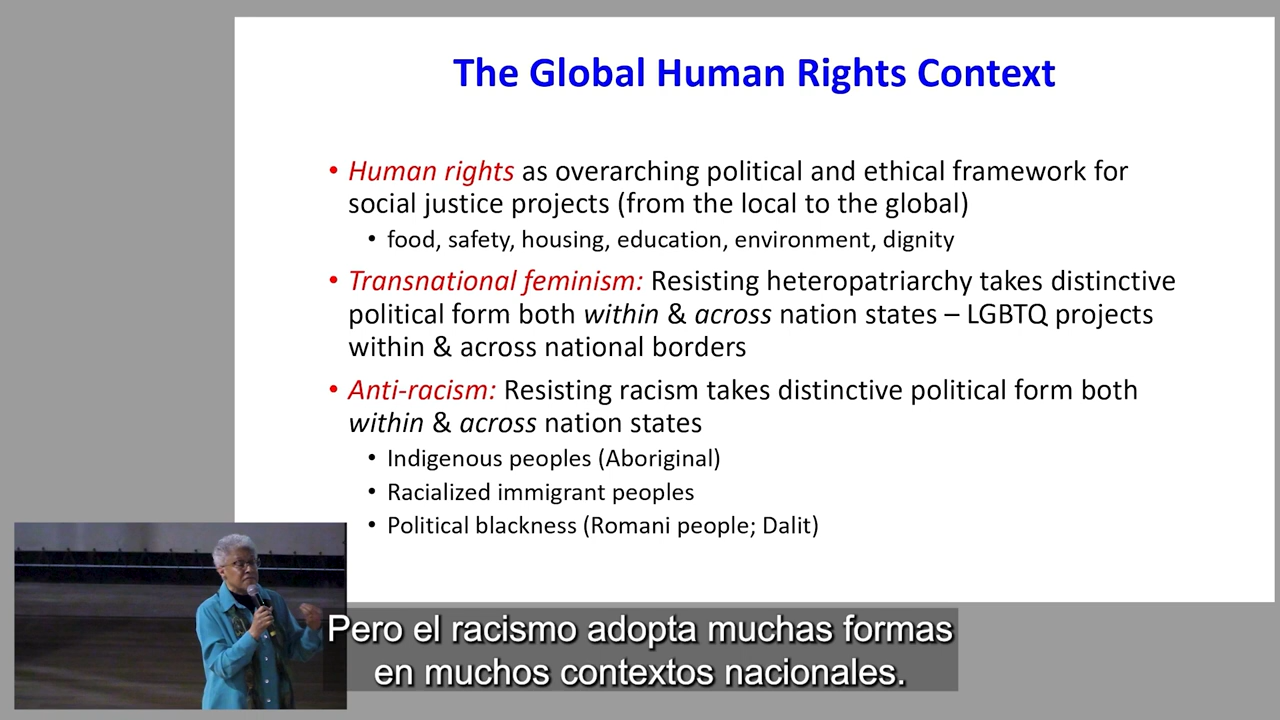 The Global Human Rights Context
• Human rights as overarching political and ethical framework for
social justice projects (from the local to the global)
• food, safety, housing, education, environment, dignity
• Transnational feminism: Resisting heteropatriarchy takes distinctive
political form both within & across nation states – LGBTQ projects
within & across national borders
• Anti-racism: Resisting racism takes distinctive political form both
within & across nation states
• Indigenous peoples (Aboriginal)
• Racialized immigrant peoples
• Political blackness (Romani people; Dalit)
Pero el racismo adopta muchas formas
en muchos contextos nacionales.